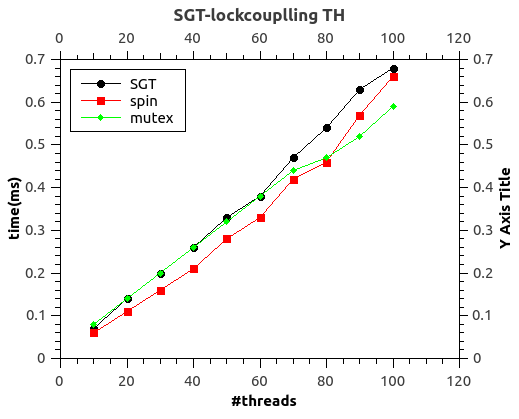 SGT-lockcouplling TH
0 20 40 60 80 100 120
0.7 0.7
SGT
0.6 0.6
spin
mutex
0.5 0.5
0.4 0.4
time(ms)
Y Axis Title
0.3 0.3
0.2 0.2
0.1 0.1
0 0
0 20 40 60 80 100 120
#threads